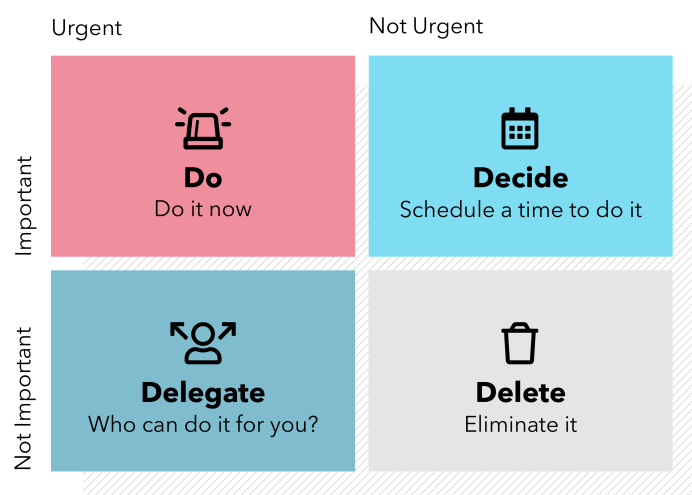 Urgent
Not Urgent
Important
Do
Do it now
Decide
Schedule a time to do it
Not Important
Delegate
Who can do it for you?
Delete
Eliminate it